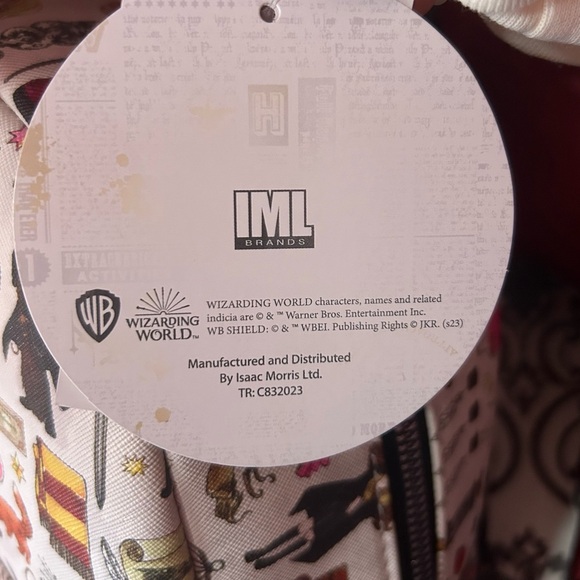 H
IML
BRANDS
WB
WIZARDING
WORLD™
WIZARDING WORLD characters, names and related
indicia are © & ™ Warner Bros. Entertainment Inc.
WB SHIELD: © & ™ WBEI. Publishing Rights © JKR. (s23)
Manufactured and Distributed
By Isaac Morris Ltd.
TR: C832023